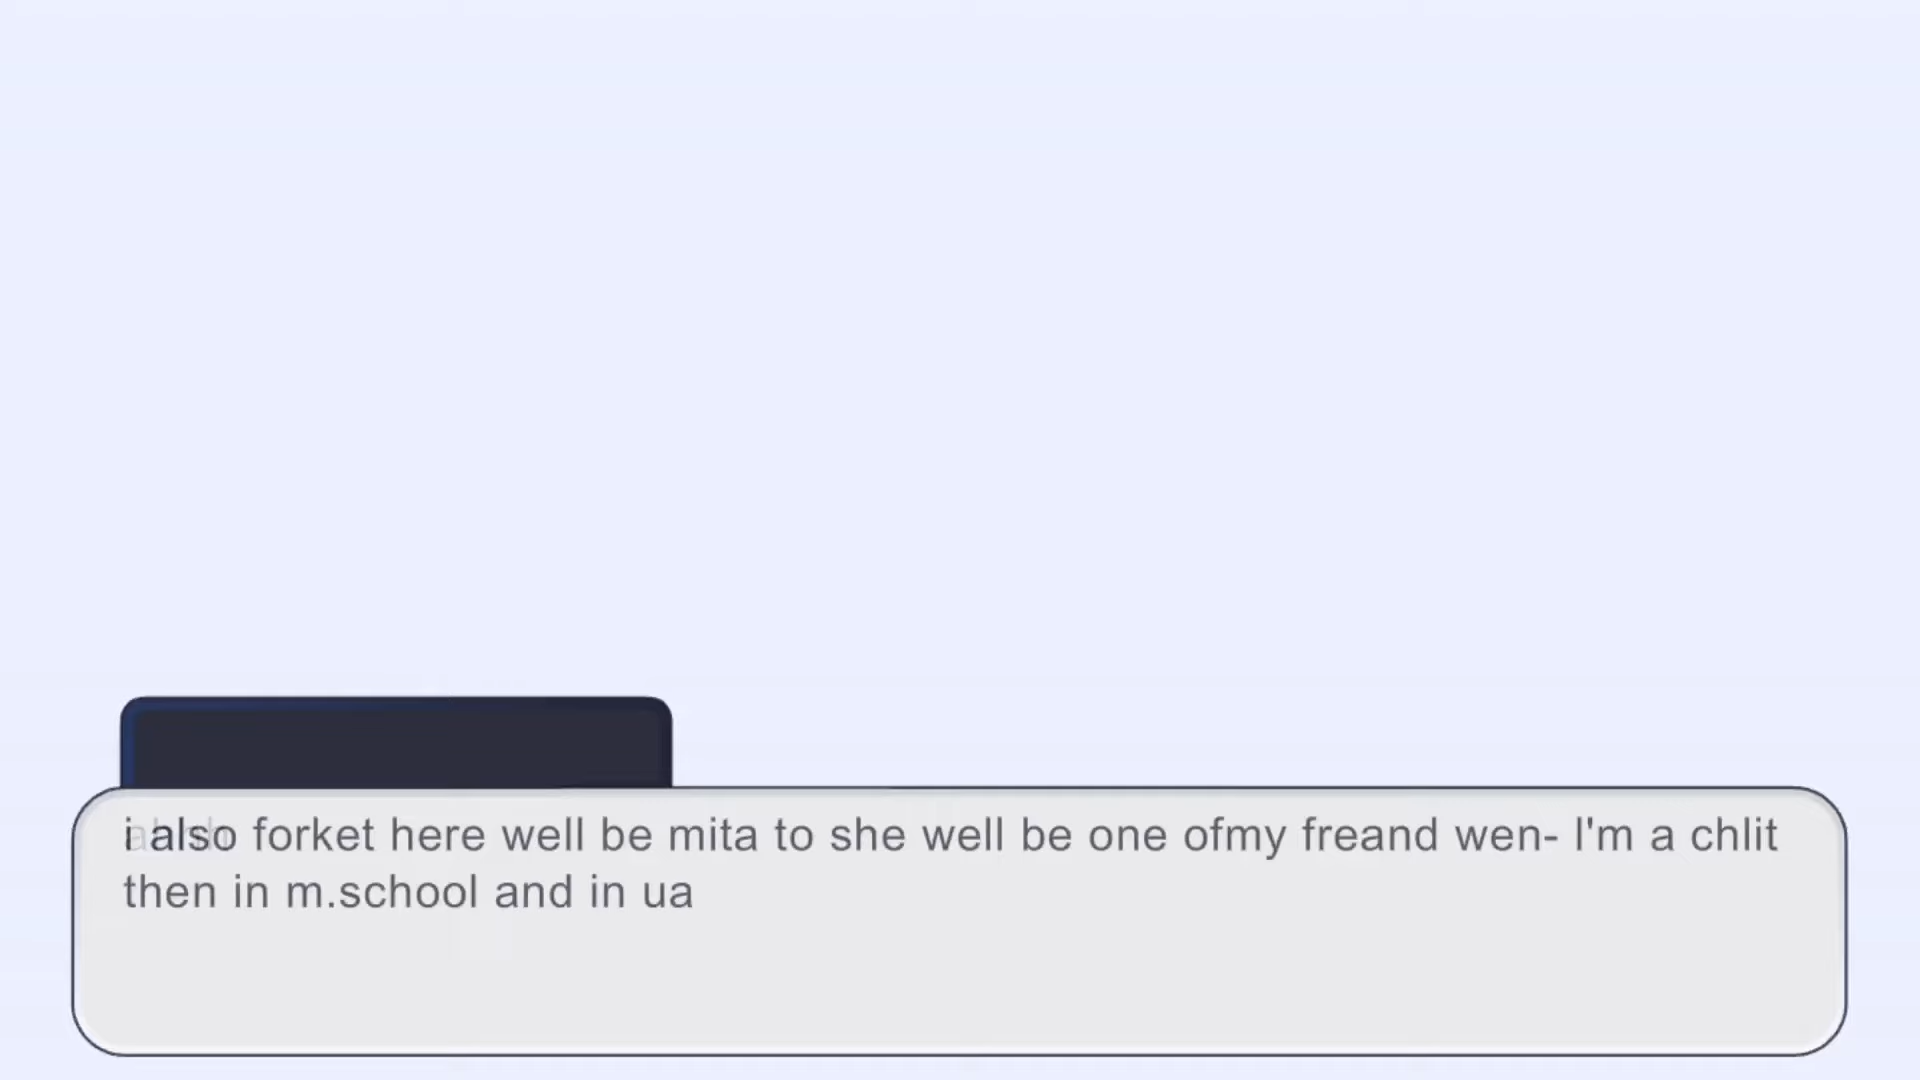 i also forket here well be mita to she well be one ofmy freand wen- I'm a chlit
then in m.school and in ua